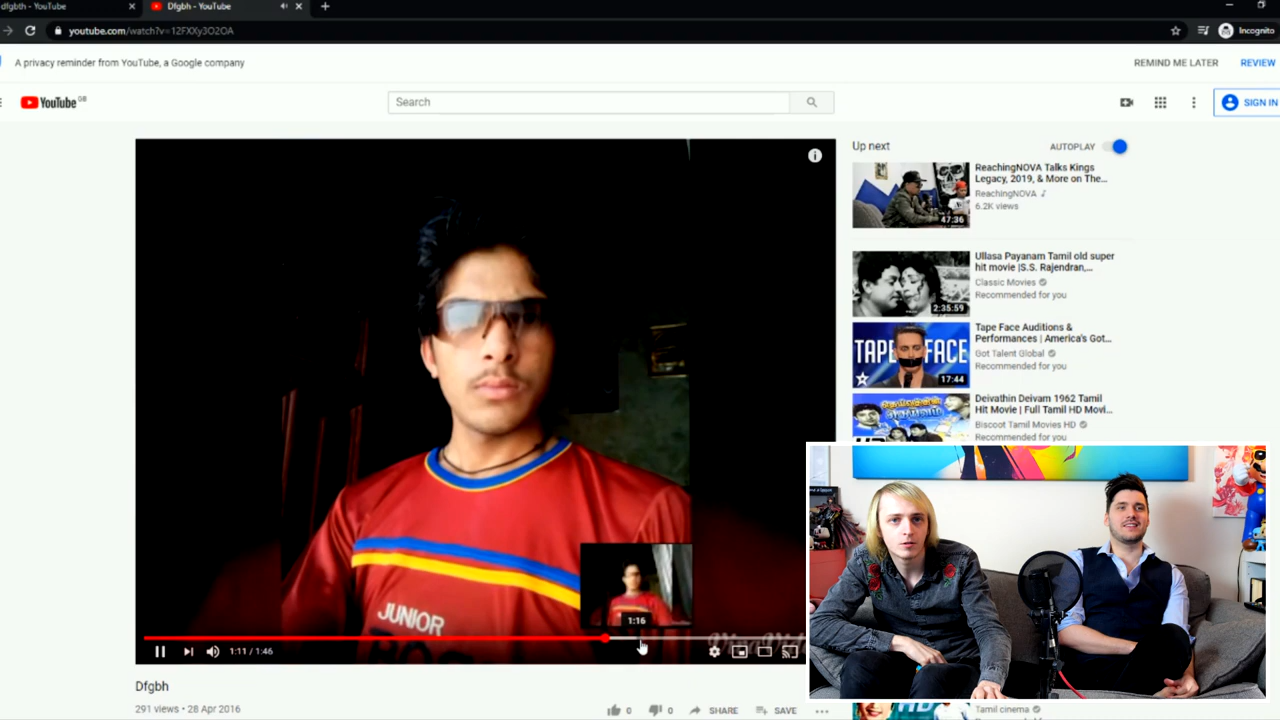 dfgbth - YouTube
Dfgbh - YouTube
youtube.com/watch?v=12FXXy3O2OA
Incognito
A privacy reminder from YouTube, a Google company
REMIND ME LATER
REVIEW
YouTube GB
Search
SIGN IN
Up next
AUTOPLAY
ReachingNOVA Talks Kings
Legacy, 2019, & More on The...
ReachingNOVA
6.2K views
47:36
Ullasa Payanam Tamil old super
hit movie |S.S. Rajendran,...
Classic Movies
Recommended for you
2:35:59
Tape Face Auditions &
Performances | America's Got...
Got Talent Global
Recommended for you
TAPE FACE
17:44
Deivathin Deivam 1962 Tamil
Hit Movie | Full Tamil HD Movi...
Biscoot Tamil Movies HD
Recommended for you
JUNIOR
1:16
1:11 / 1:46
Dfgbh
291 views • 28 Apr 2016
0
0
SHARE
SAVE
Tamil cinema